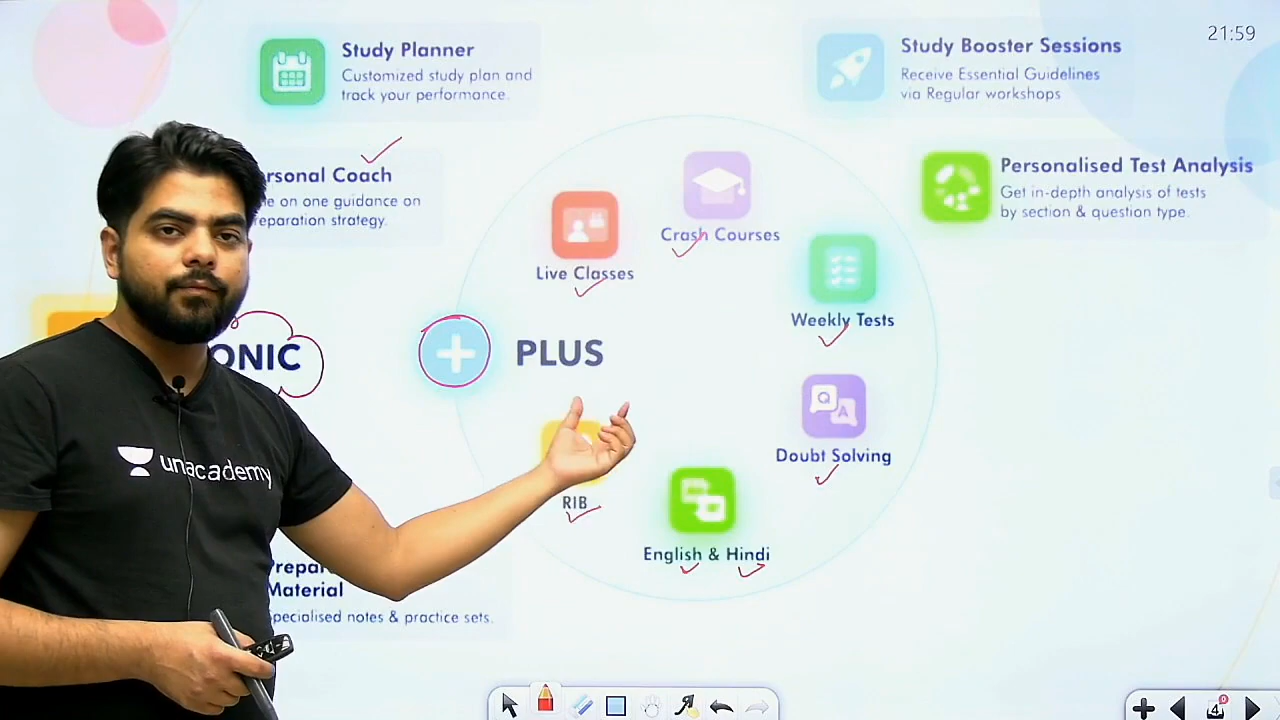 21:59
Study Planner
Customized study plan and
track your performance.
Study Booster Sessions
Receive Essential Guidelines
via Regular workshops
rsonal Coach
e on one guidance on
reparation strategy.
Personalised Test Analysis
Get in-depth analysis of tests
by section & question type.
Crash Courses
Live Classes
Weekly Tests
ONIC
PLUS
Doubt Solving
unacademy
RIB
English & Hindi
Prepar
Material
pecialised notes & practice sets.
4
0